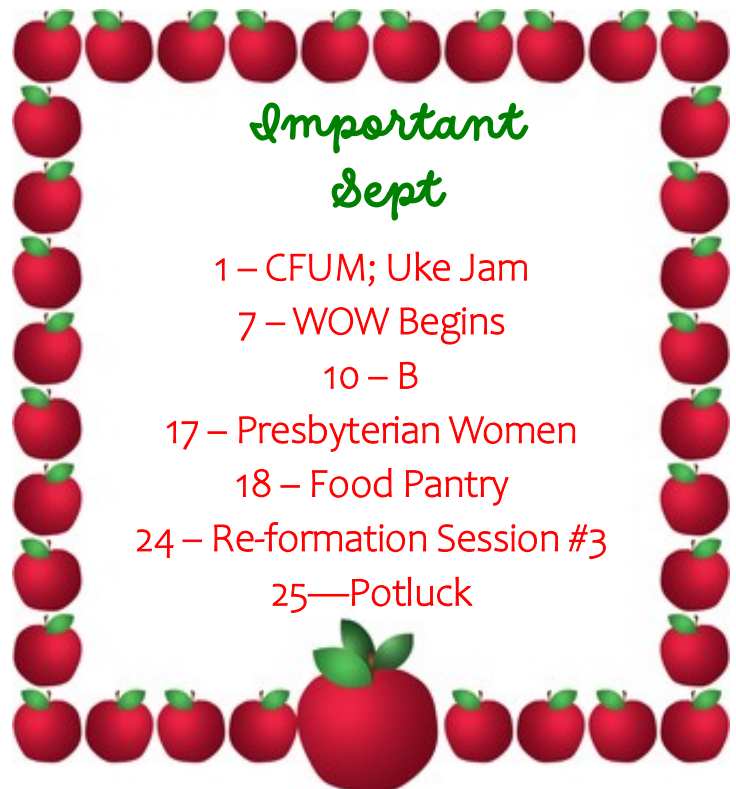 Important
Sept
1 – CFUM; Uke Jam
7 – WOW Begins
10 – B
17 – Presbyterian Women
18 – Food Pantry
24 – Re-formation Session #3
25—Potluck